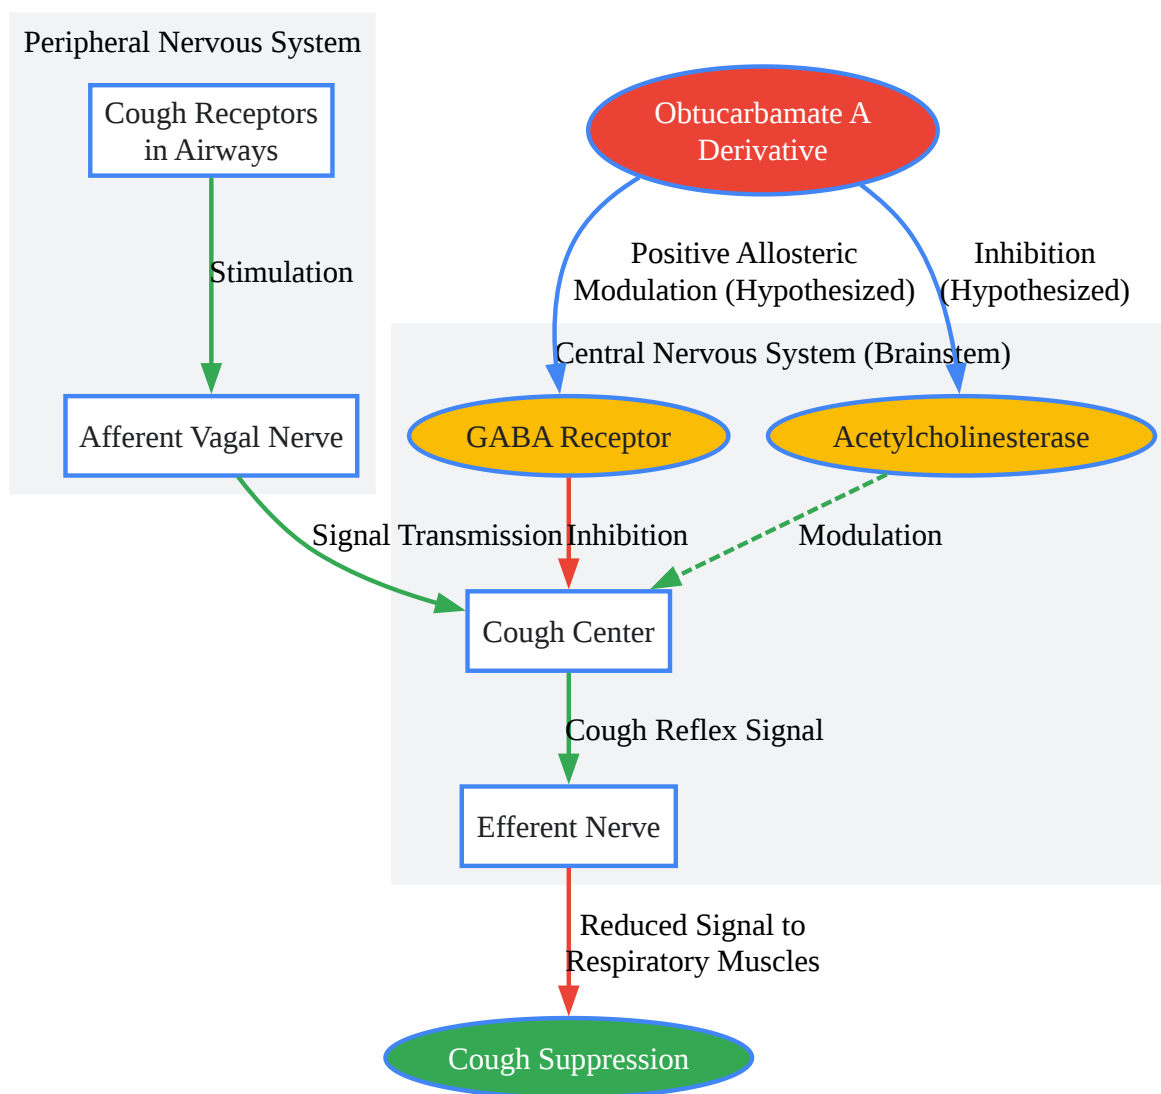 Peripheral Nervous System
Cough Receptors
in Airways
Obtucarbamate A
Derivative
Stimulation
Positive Allosteric
Modulation (Hypothesized)
Inhibition
(Hypothesized)
Central Nervous System (Brainstem)
Afferent Vagal Nerve
GABA Receptor
Acetylcholinesterase
Signal Transmission
Inhibition
Modulation
Cough Center
Cough Reflex Signal
Efferent Nerve
Reduced Signal to
Respiratory Muscles
Cough Suppression